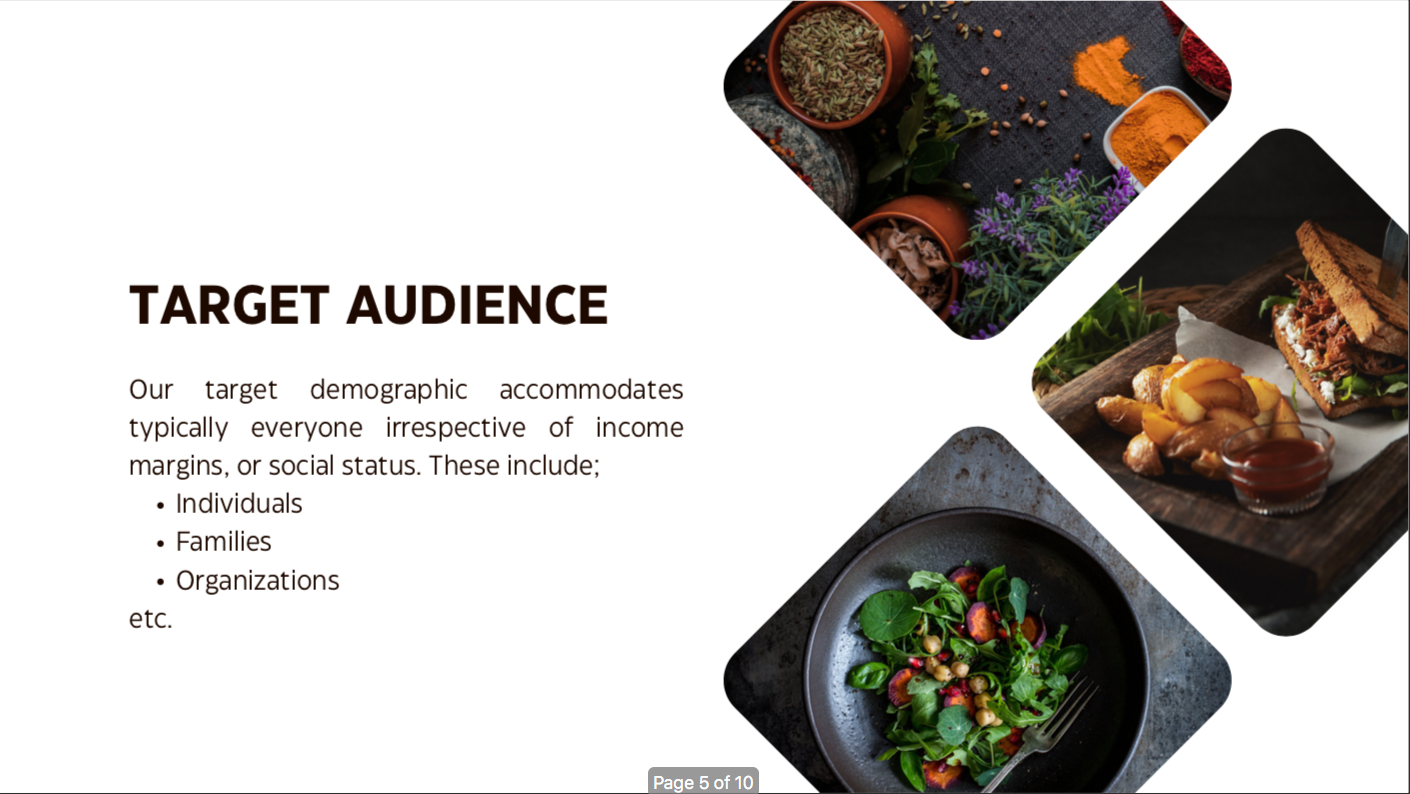 TARGET AUDIENCE
Our target demographic accommodates
typically everyone irrespective of income
margins, or social status. These include;
• Individuals
• Families
• Organizations
etc.
Page 5 of 10